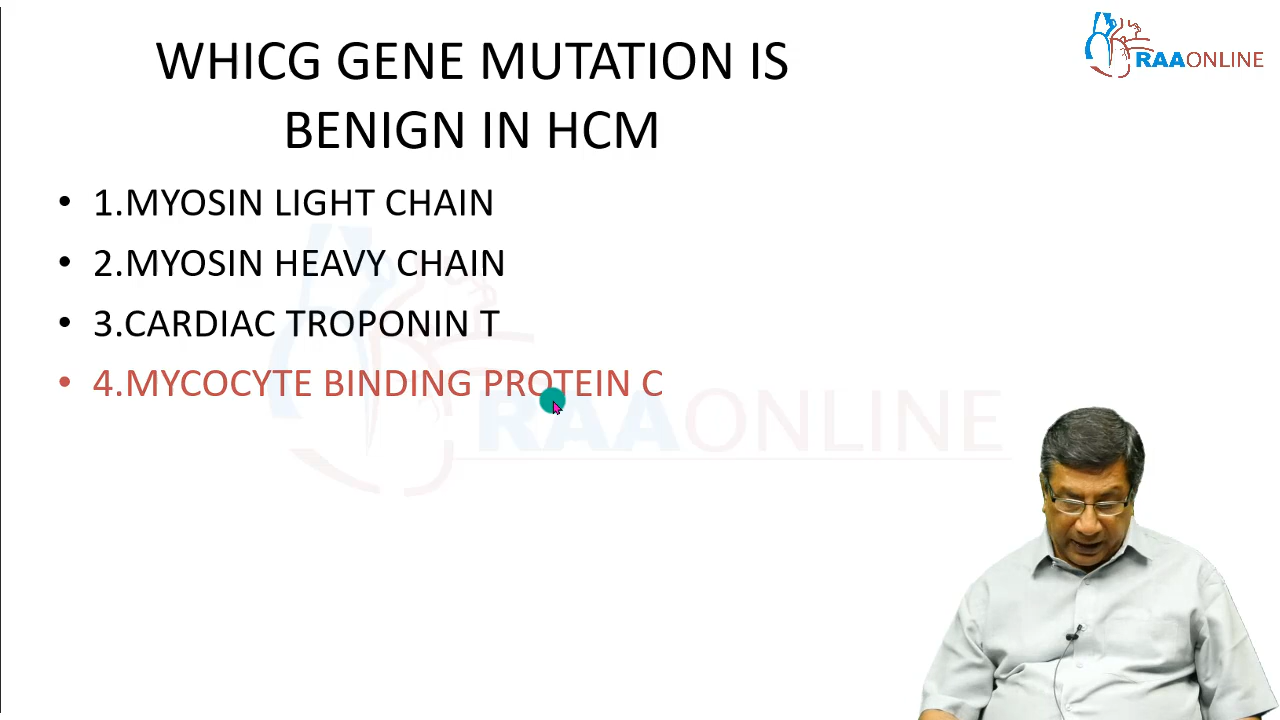 WHICG GENE MUTATION IS
BENIGN IN HCM
RAAONLINE
• 1.MYOSIN LIGHT CHAIN
• 2.MYOSIN HEAVY CHAIN
• 3.CARDIAC TROPONIN T
• 4.MYCOCYTE BINDING PROTEIN C
RAAONLINE